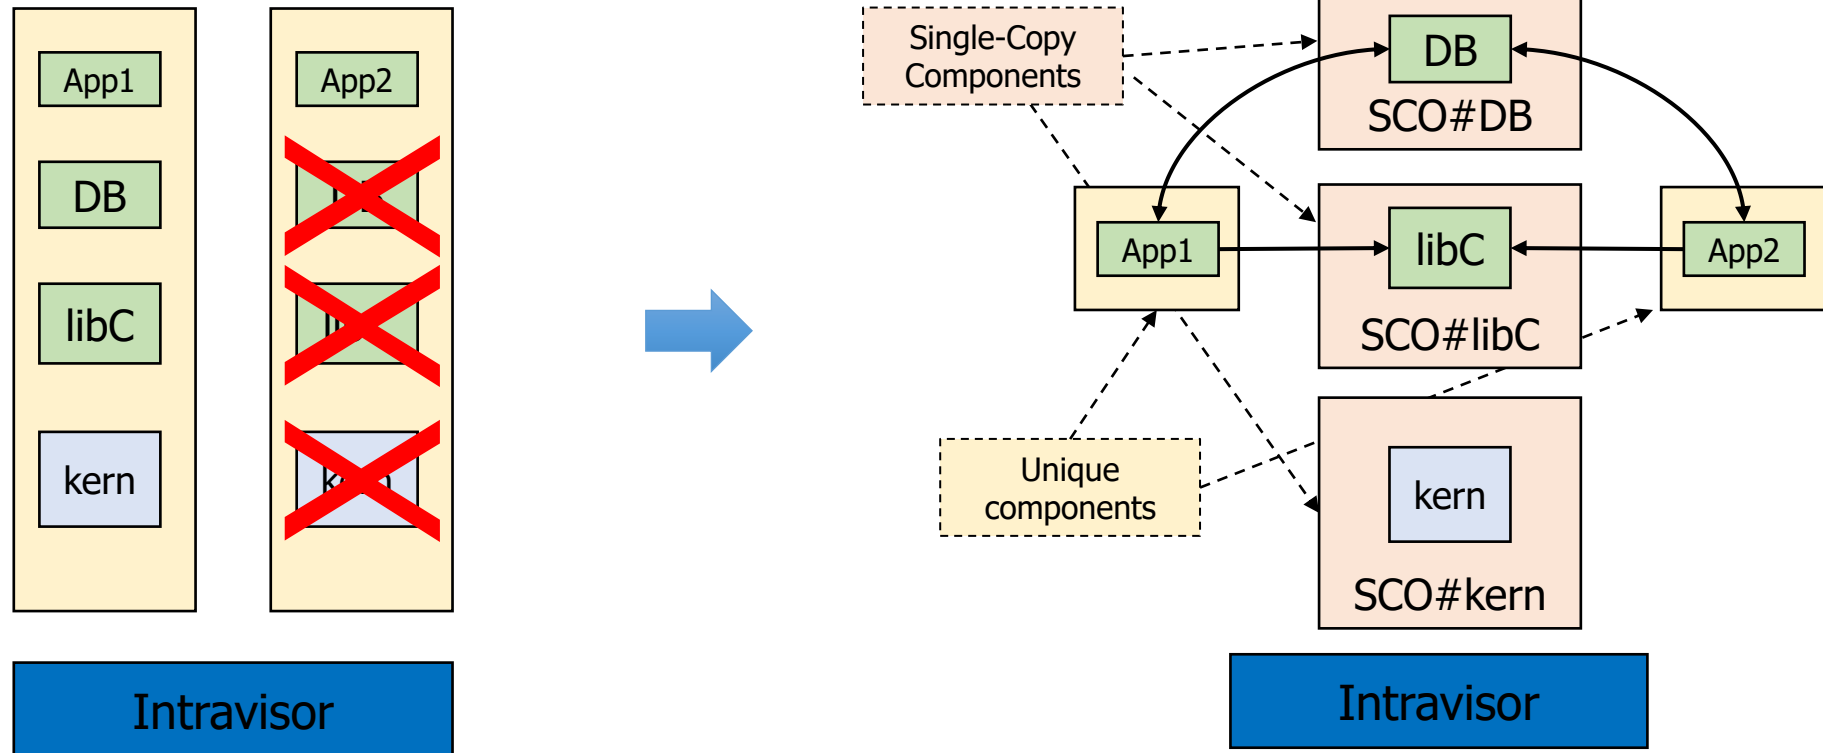 App1
DB
libC
kern
App2
Intravisor
Single-Copy
Components
DB
SCO#DB
App1
libC
SCO#libC
App2
Unique
components
kern
SCO#kern
Intravisor